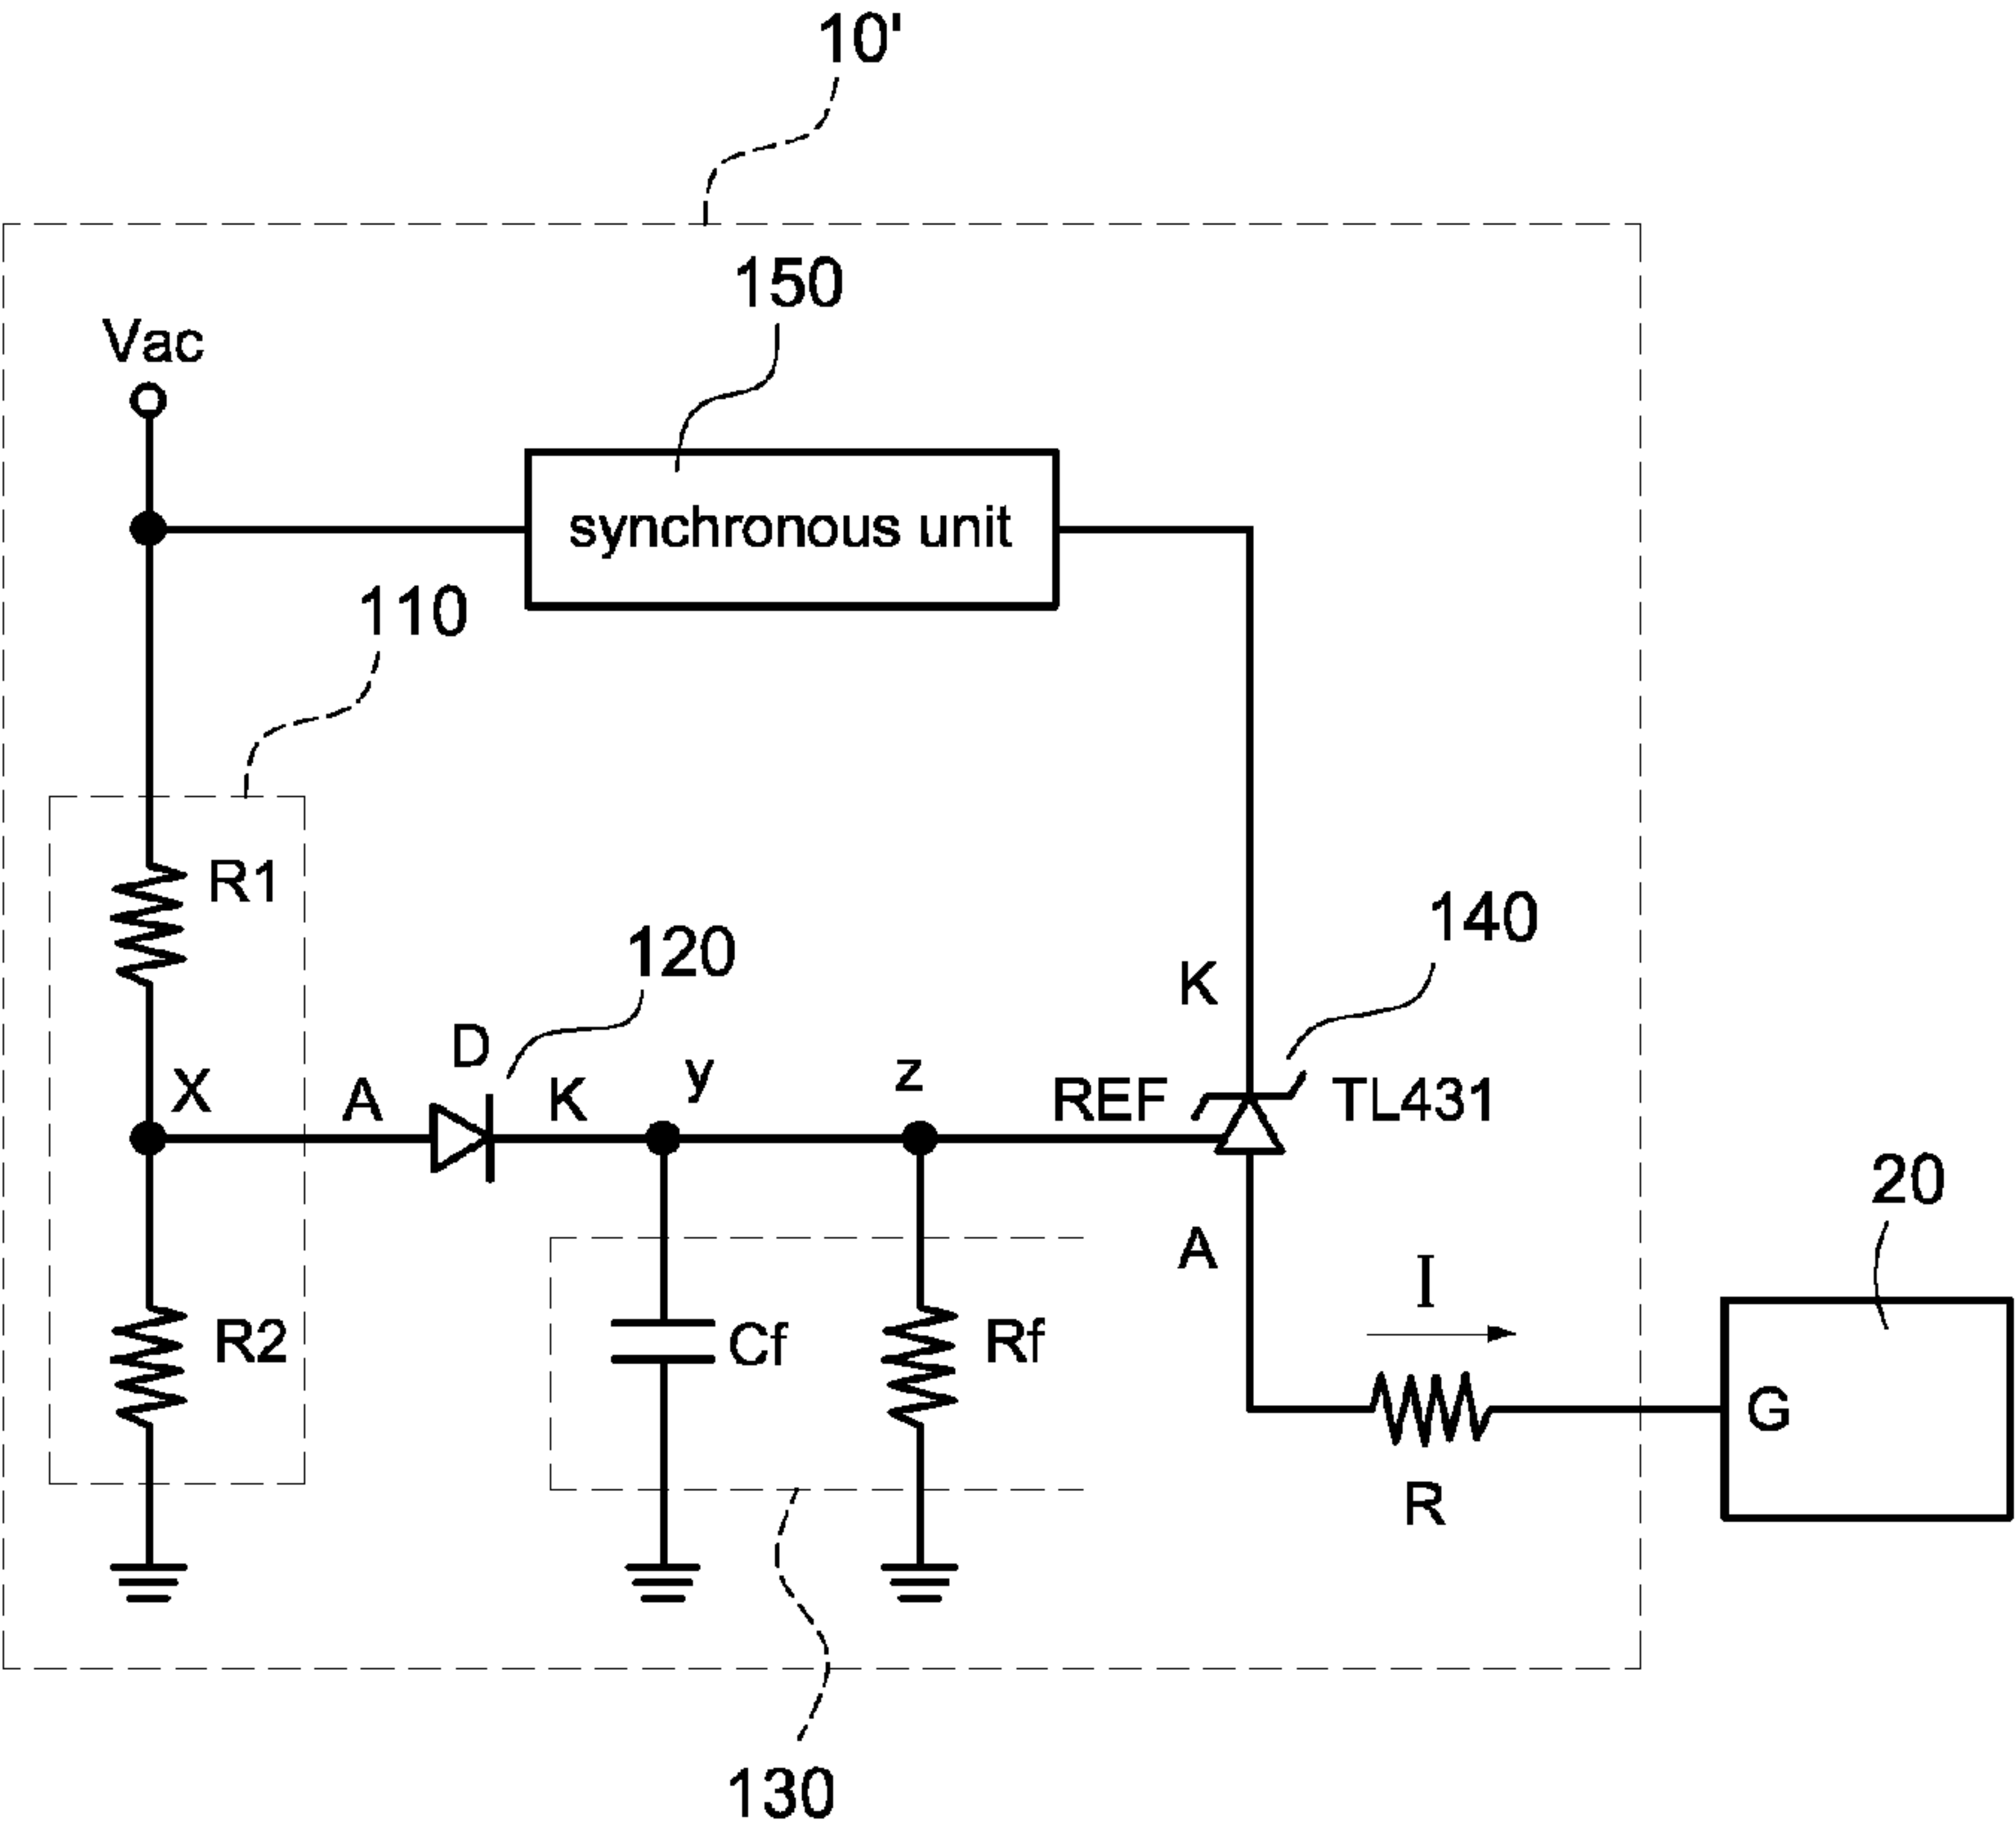 10'
150
Vac
synchronous unit
110
R1
120
140
K
D
X
A
K
y
z
REF
TL431
20
A
I
R2
Cf
Rf
G
R
130